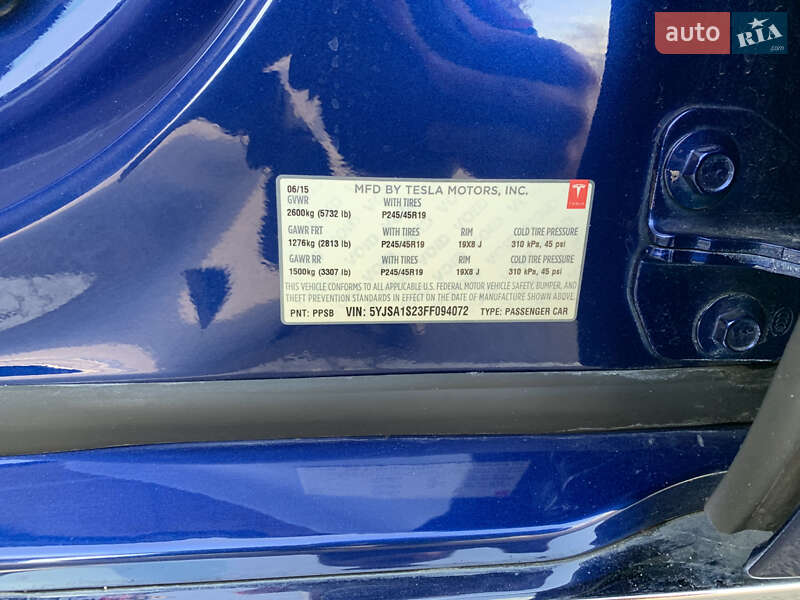 auto RIA .com
06/15 MFD BY TESLA MOTORS, INC. TESLA
GVWR WITH TIRES
2600kg (5732 lb) P245/45R19
GAWR FRT WITH TIRES RIM COLD TIRE PRESSURE
1276kg (2813 lb) P245/45R19 19X8 J 310 kPa, 45 psi
GAWR RR WITH TIRES RIM COLD TIRE PRESSURE
1500kg (3307 lb) P245/45R19 19X8 J 310 kPa, 45 psi
THIS VEHICLE CONFORMS TO ALL APPLICABLE U.S. FEDERAL MOTOR VEHICLE SAFETY, BUMPER, AND
THEFT PREVENTION STANDARDS IN EFFECT ON THE DATE OF MANUFACTURE SHOWN ABOVE.
PNT: PPSB VIN: 5YJSA1S23FF094072 TYPE: PASSENGER CAR